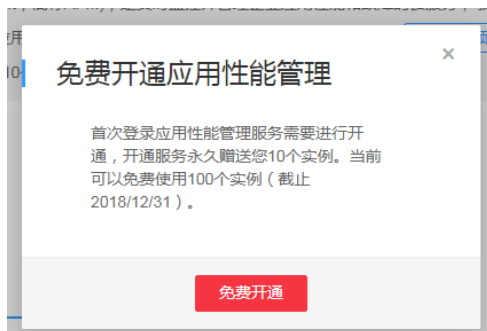 免费开通应用性能管理
首次登录应用性能管理服务需要进行开
通，开通服务永久赠送您10个实例。当前
可以免费使用100个实例（截止
2018/12/31）。
免费开通